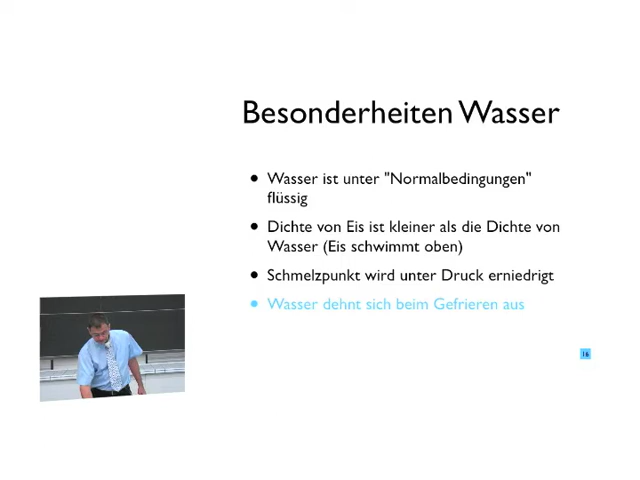 Besonderheiten Wasser
• Wasser ist unter "Normalbedingungen"
flüssig
• Dichte von Eis ist kleiner als die Dichte von
Wasser (Eis schwimmt oben)
• Schmelzpunkt wird unter Druck erniedrigt
• Wasser dehnt sich beim Gefrieren aus
16